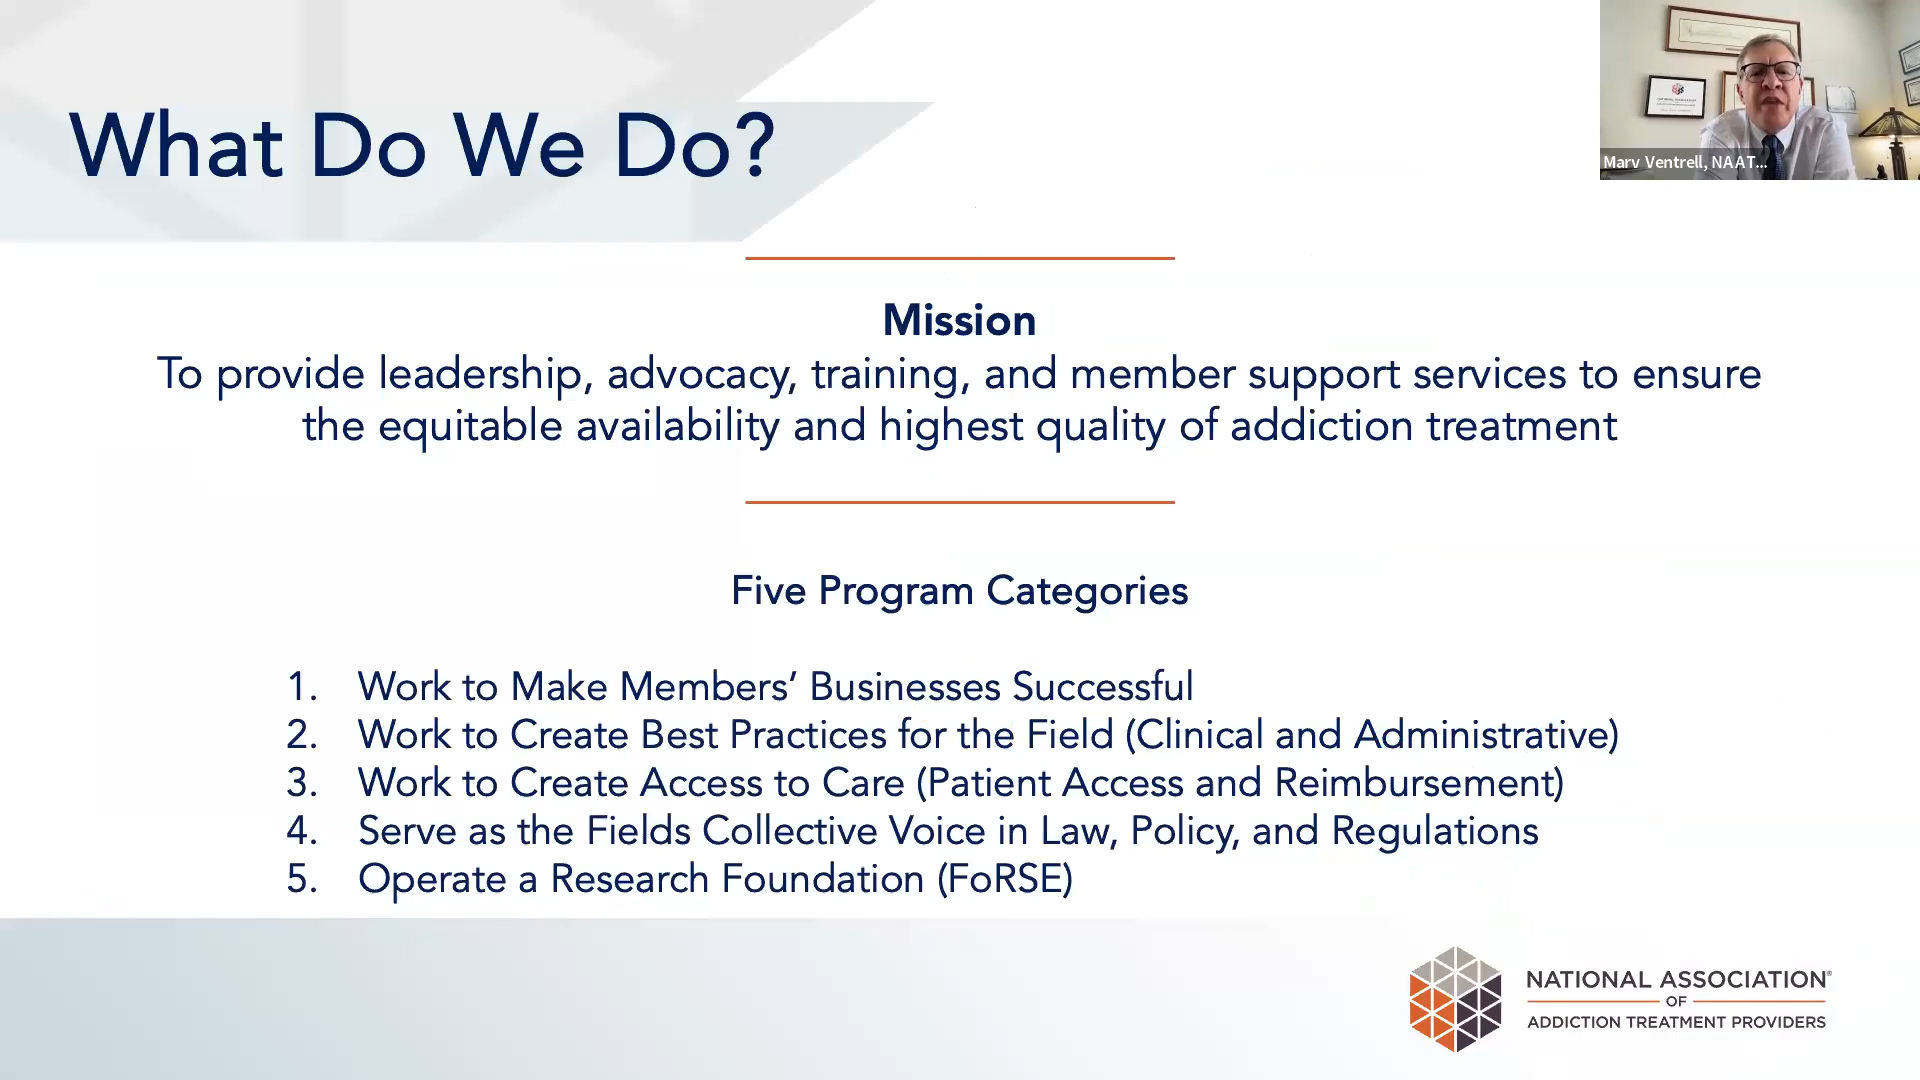 What Do We Do?
Marv Ventrell, NAAT...
Mission
To provide leadership, advocacy, training, and member support services to ensure
the equitable availability and highest quality of addiction treatment
Five Program Categories
1. Work to Make Members’ Businesses Successful
2. Work to Create Best Practices for the Field (Clinical and Administrative)
3. Work to Create Access to Care (Patient Access and Reimbursement)
4. Serve as the Fields Collective Voice in Law, Policy, and Regulations
5. Operate a Research Foundation (FoRSE)
NATIONAL ASSOCIATION®
OF
ADDICTION TREATMENT PROVIDERS